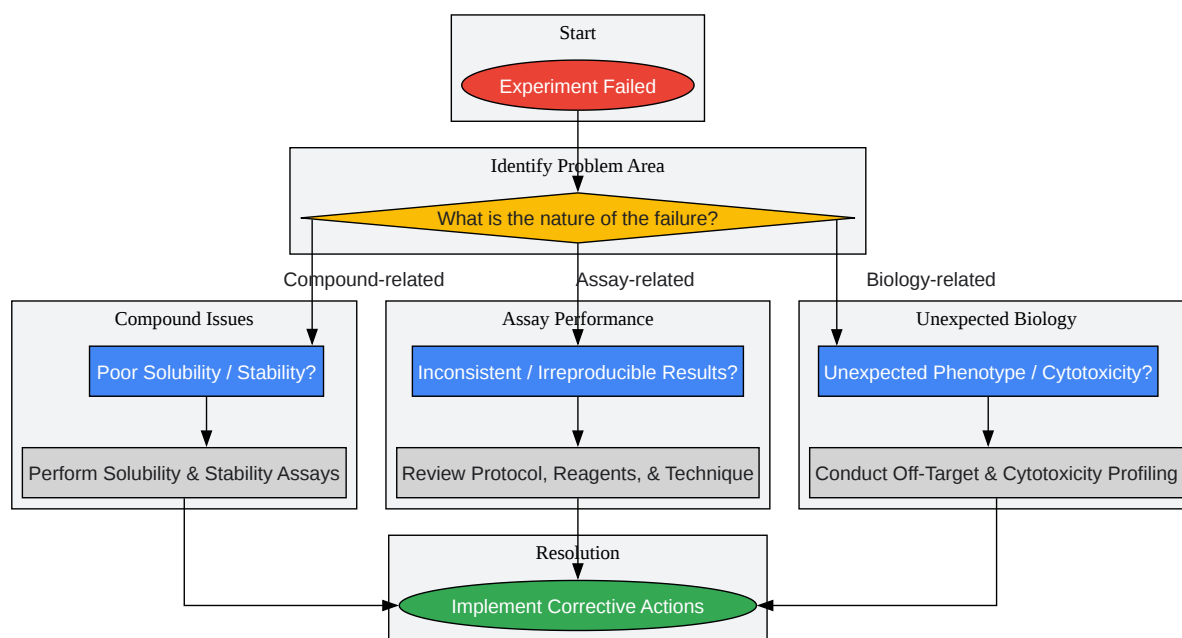 Start
Experiment Failed
Identify Problem Area
What is the nature of the failure?
Compound-related
Assay-related
Biology-related
Compound Issues
Assay Performance
Unexpected Biology
Poor Solubility / Stability?
Inconsistent / Irreproducible Results?
Unexpected Phenotype / Cytotoxicity?
Perform Solubility & Stability Assays
Review Protocol, Reagents, & Technique
Conduct Off-Target & Cytotoxicity Profiling
Resolution
Implement Corrective Actions